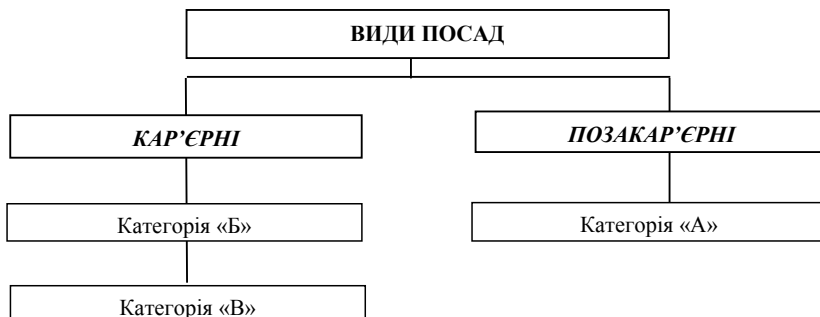 ВИДИ ПОСАД
КАР’ЄРНІ
ПОЗАКАР’ЄРНІ
Категорія «Б»
Категорія «А»
Категорія «В»